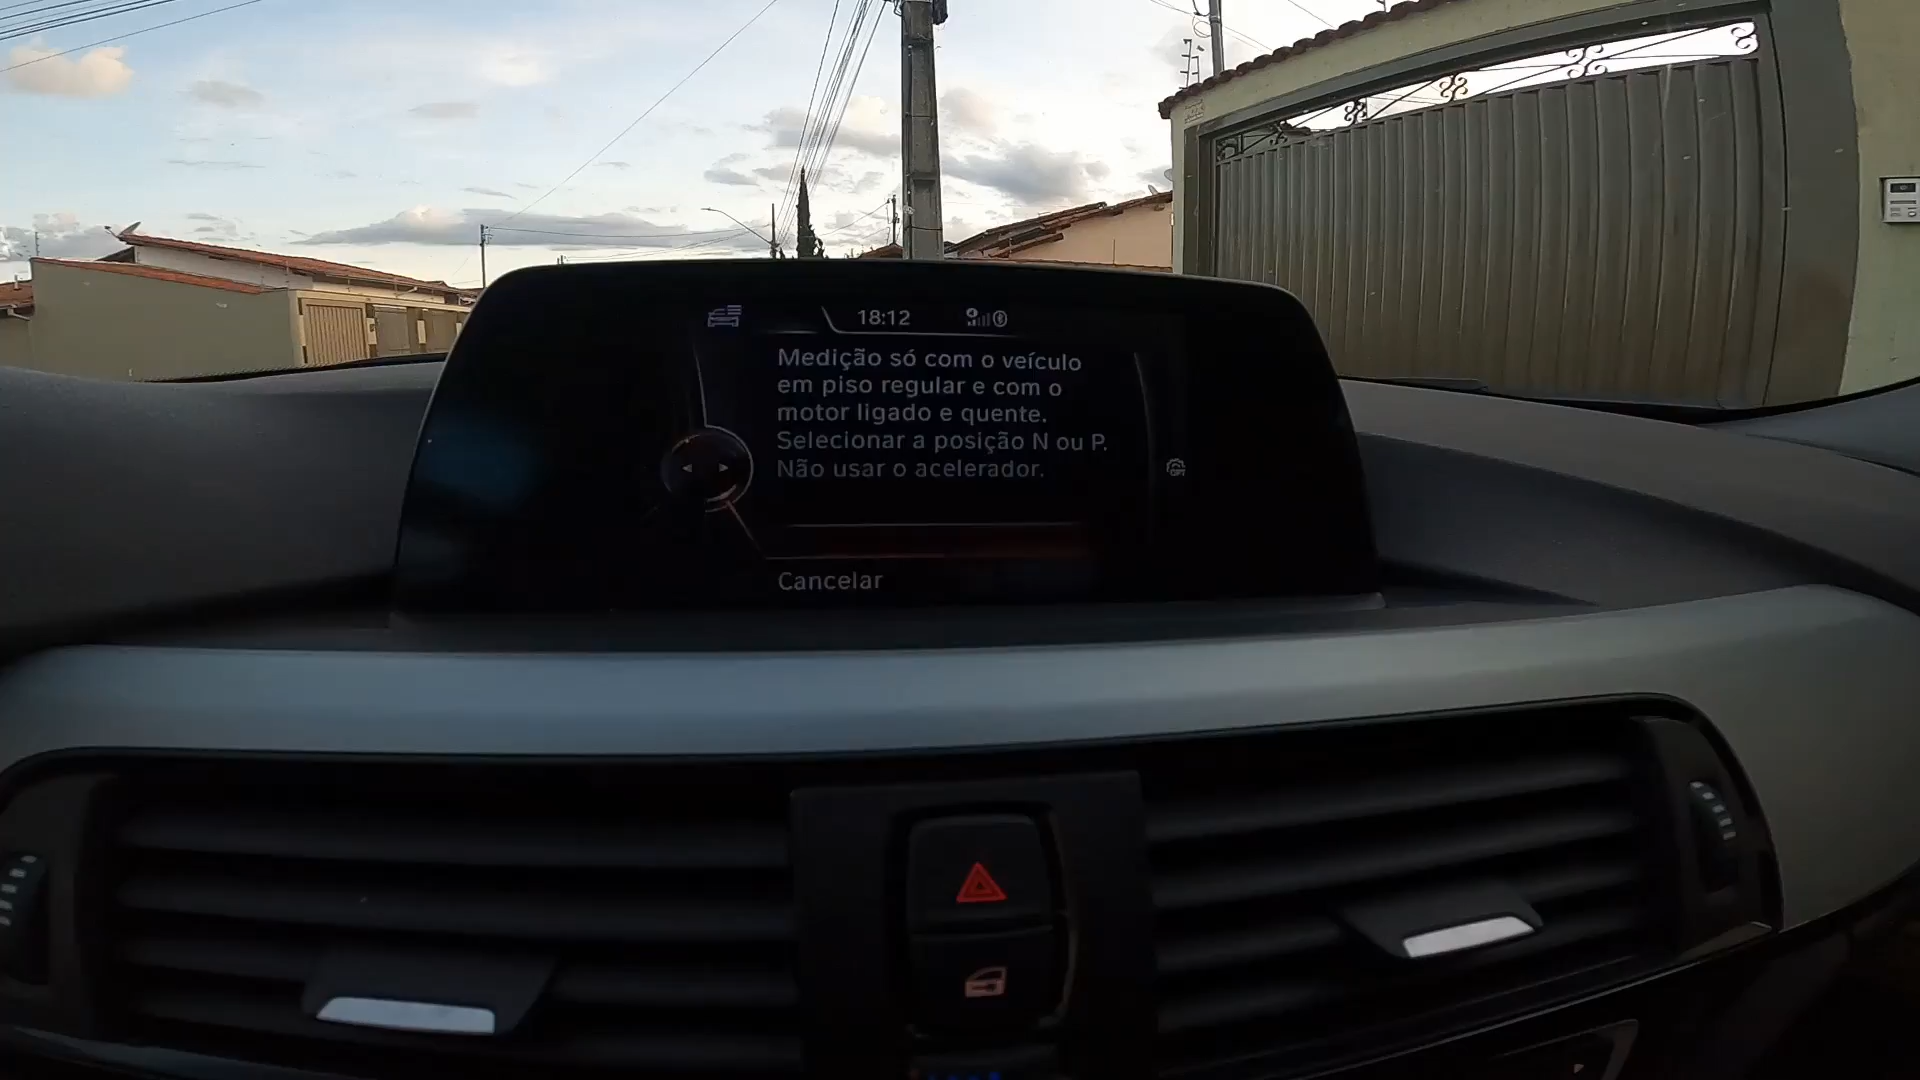 18:12
Medição só com o veículo
em piso regular e com o
motor ligado e quente.
Selecionar a posição N ou P.
Não usar o acelerador.
Cancelar